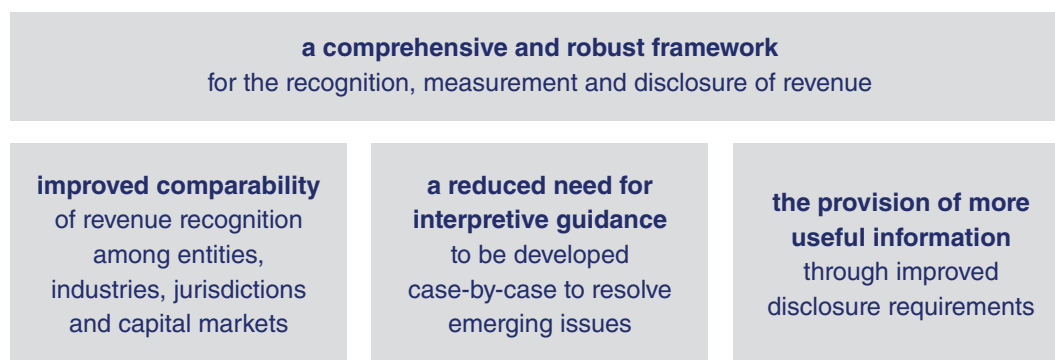 a comprehensive and robust framework
for the recognition, measurement and disclosure of revenue
improved comparability
of revenue recognition
among entities,
industries, jurisdictions
and capital markets
a reduced need for
interpretive guidance
to be developed
case-by-case to resolve
emerging issues
the provision of more
useful information
through improved
disclosure requirements